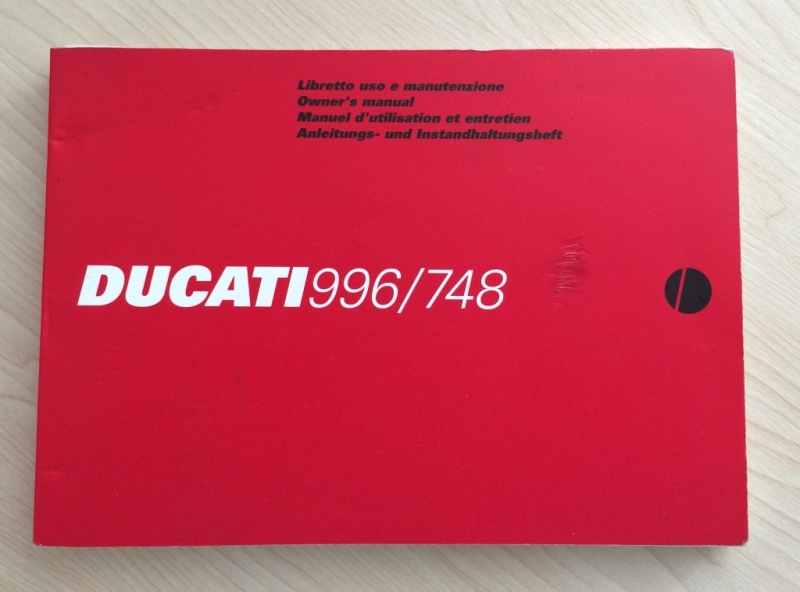 Libretto uso e manutenzione
Owner's manual
Manuel d'utilisation et entretien
Anleitungs- und Instandhaltungsheft
DUCATI996/748